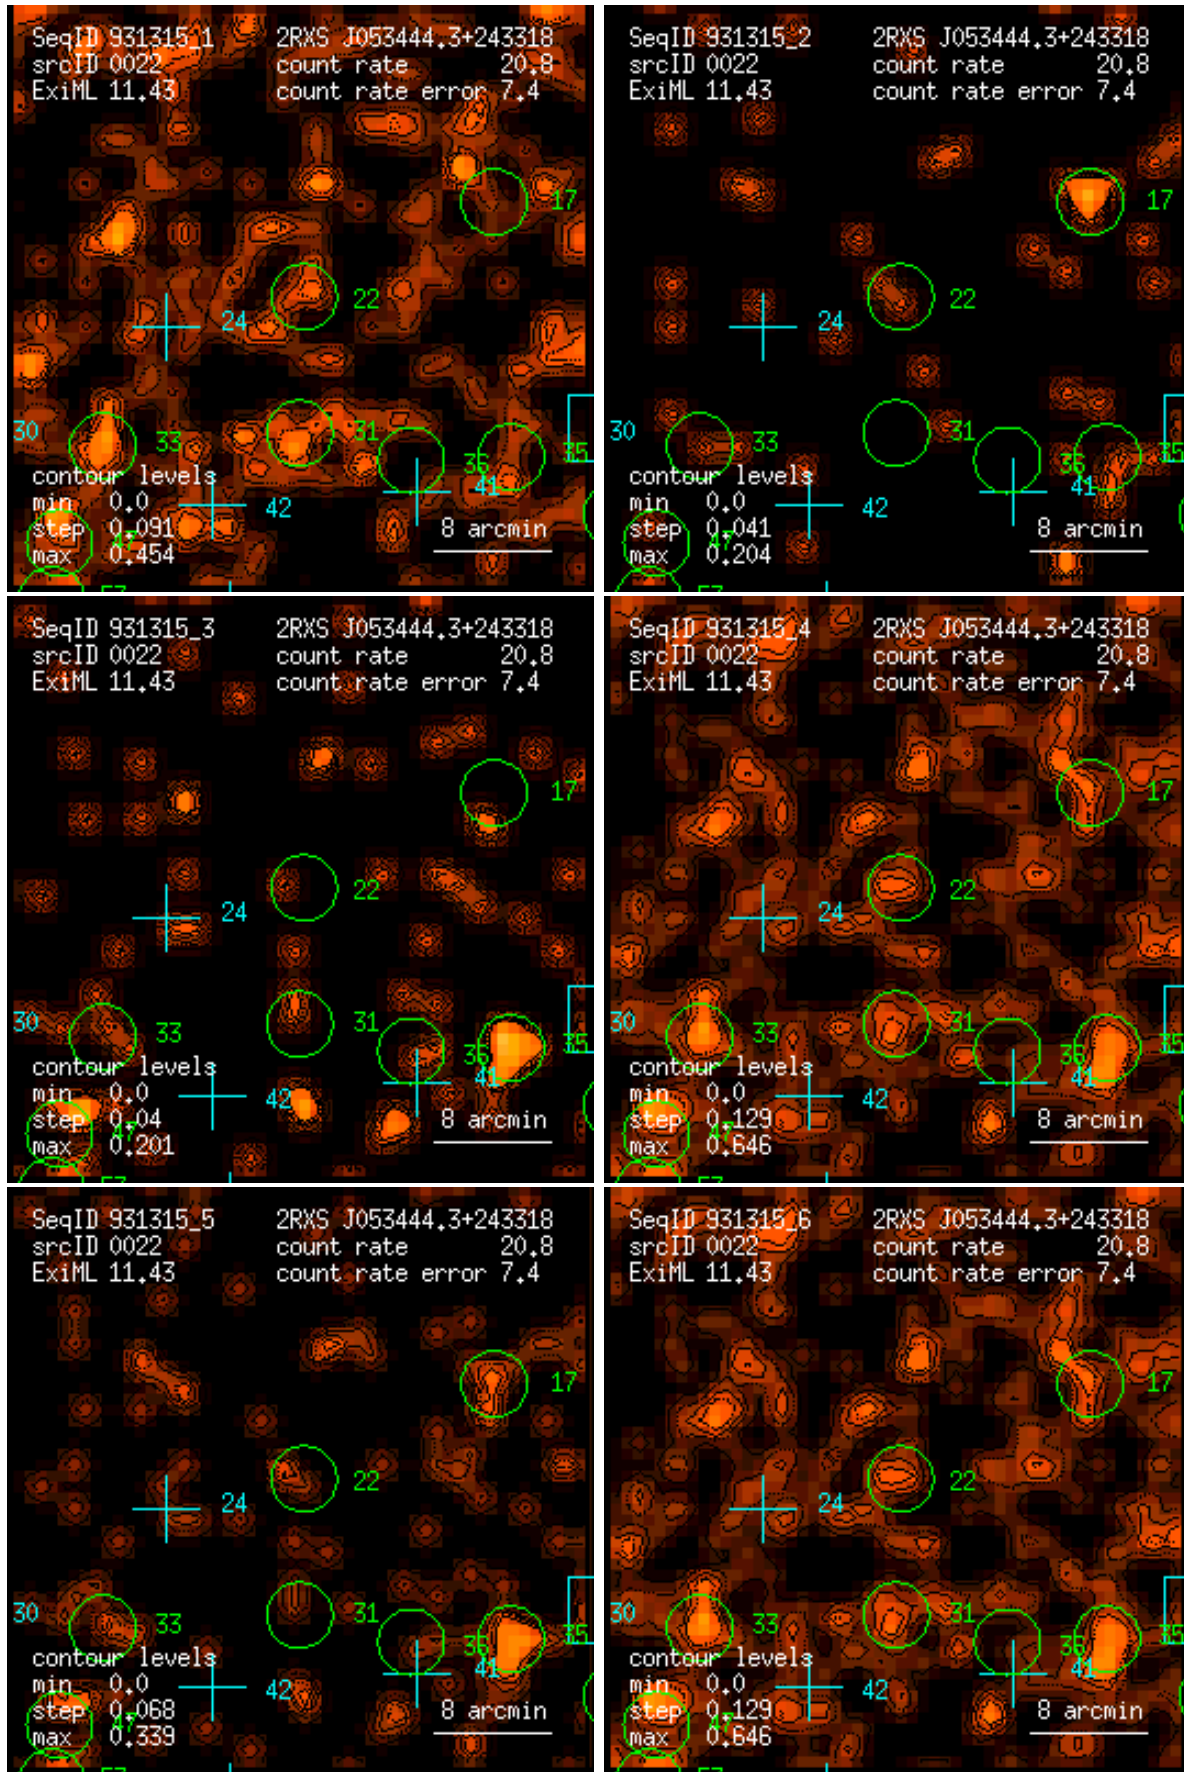 SeqID 931315_1 2RXS J053444.3+243318
srcID 0022 count rate 20.8
ExiML 11.43 count rate error 7.4
17
22
24
30 33 31 36 35
contour levels 41
min 0.0 42
step 0.091 8 arcmin
max 0.454 47
SeqID 931315_2 2RXS J053444.3+243318
srcID 0022 count rate 20.8
ExiML 11.43 count rate error 7.4
17
22
24
30 33 31 36 35
contour levels 41
min 0.0 42
step 0.041 8 arcmin
max 0.204 47
SeqID 931315_3 2RXS J053444.3+243318
srcID 0022 count rate 20.8
ExiML 11.43 count rate error 7.4
17
22
24
30 33 31 36 35
contour levels 41
min 0.0 42
step 0.04 8 arcmin
max 0.201 47
SeqID 931315_4 2RXS J053444.3+243318
srcID 0022 count rate 20.8
ExiML 11.43 count rate error 7.4
17
22
24
30 33 31 36 35
contour levels 41
min 0.0 42
step 0.129 8 arcmin
max 0.646 47
SeqID 931315_5 2RXS J053444.3+243318
srcID 0022 count rate 20.8
ExiML 11.43 count rate error 7.4
17
22
24
30 33 31 36 35
contour levels 41
min 0.0 42
step 0.068 8 arcmin
max 0.339 47
SeqID 931315_6 2RXS J053444.3+243318
srcID 0022 count rate 20.8
ExiML 11.43 count rate error 7.4
17
22
24
30 33 31 36 35
contour levels 41
min 0.0 42
step 0.129 8 arcmin
max 0.646 47